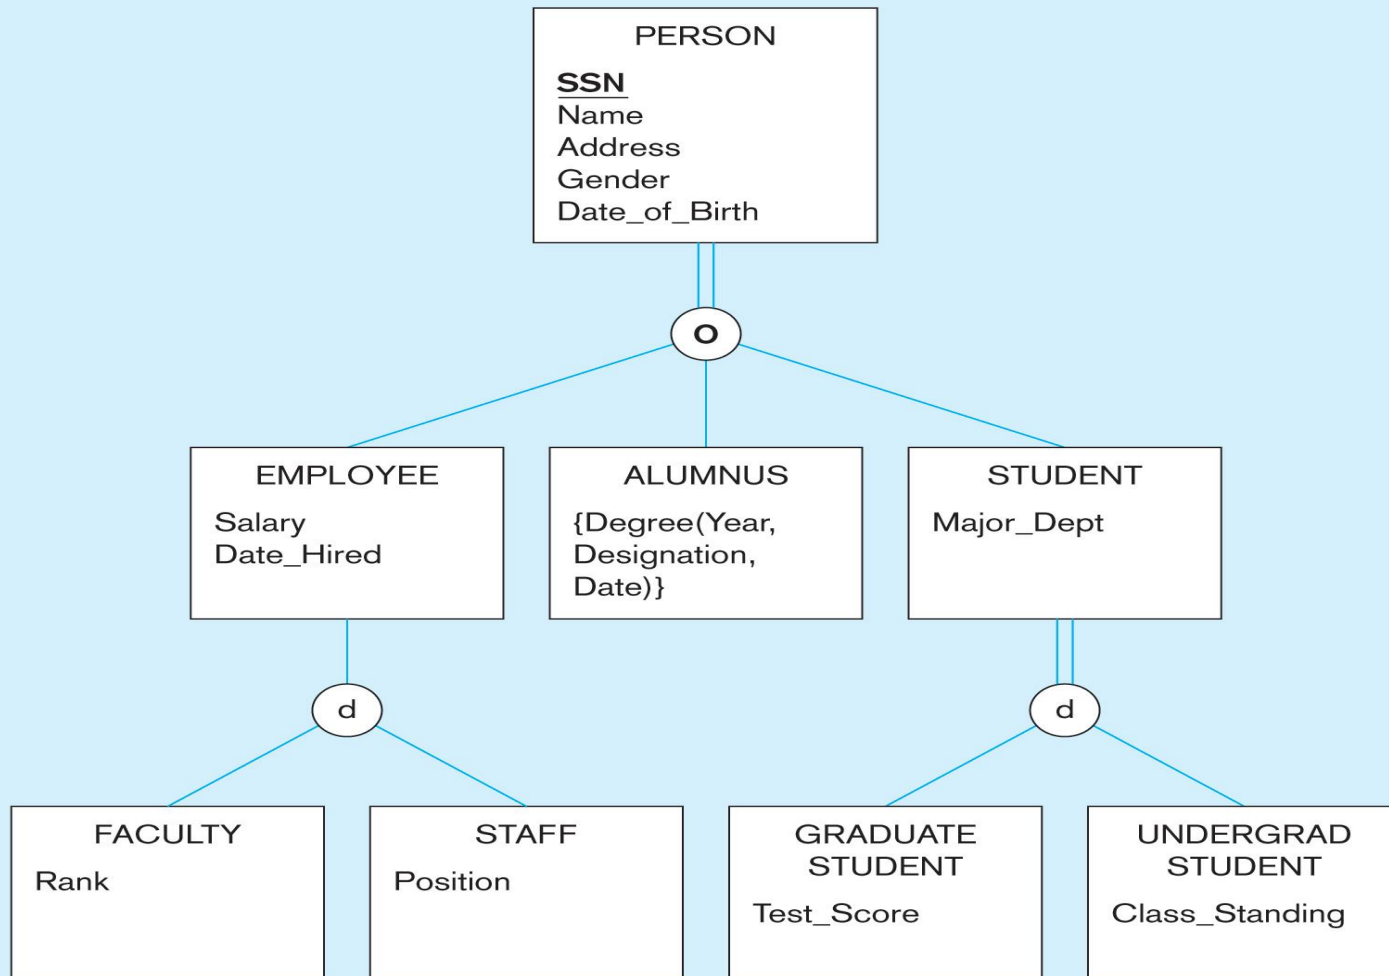 PERSON
SSN
Name
Address
Gender
Date_of_Birth
O
EMPLOYEE
Salary
Date_Hired
ALUMNUS
{Degree(Year,
Designation,
Date)}
STUDENT
Major_Dept
d
d
FACULTY
Rank
STAFF
Position
GRADUATE
STUDENT
Test_Score
UNDERGRAD
STUDENT
Class_Standing